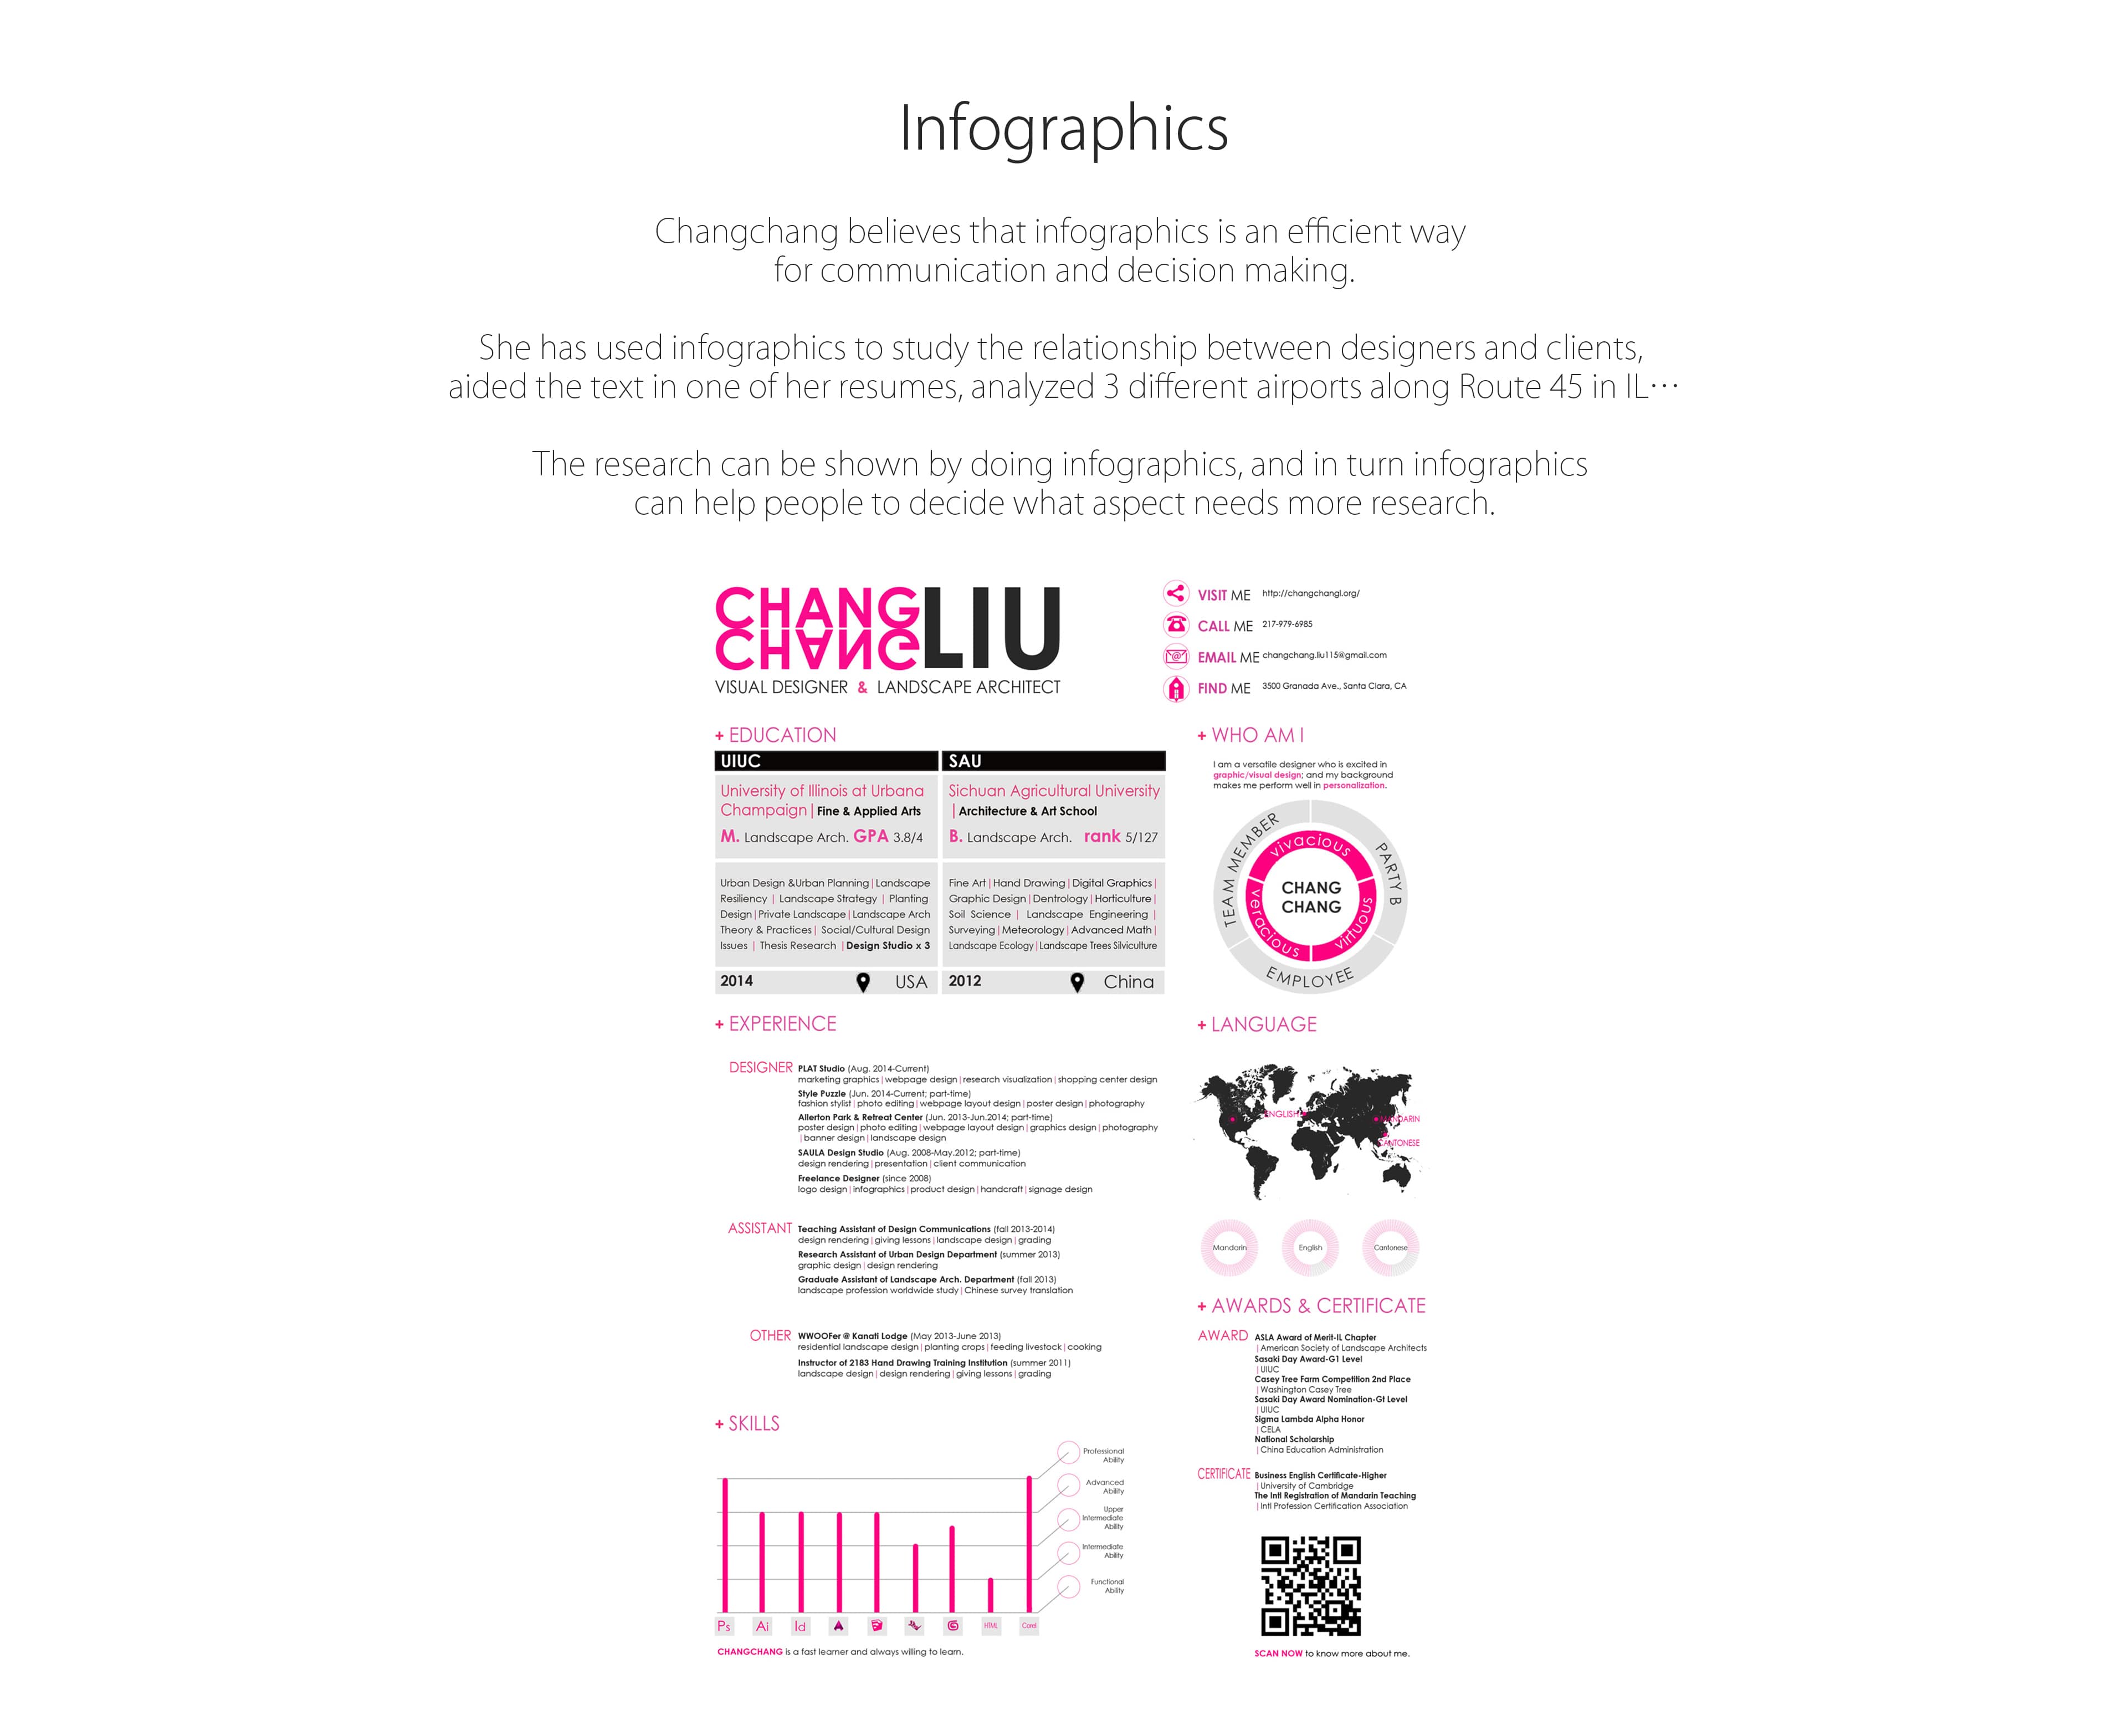 Infographics
Changchang believes that infographics is an efficient way
for communication and decision making.
She has used infographics to study the relationship between designers and clients,
aided the text in one of her resumes, analyzed 3 different airports along Route 45 in IL⋯
The research can be shown by doing infographics, and in turn infographics
can help people to decide what aspect needs more research.
CHANG LIU
CHANG
VISUAL DESIGNER & LANDSCAPE ARCHITECT
VISIT ME http://changchangl.org/
CALL ME 217-979-6985
EMAIL ME changchang.liu115@gmail.com
FIND ME 3500 Granada Ave., Santa Clara, CA
+ EDUCATION
UIUC
University of Illinois at Urbana
Champaign | Fine & Applied Arts
M. Landscape Arch. GPA 3.8/4
Urban Design &Urban Planning | Landscape
Resiliency | Landscape Strategy | Planting
Design | Private Landscape | Landscape Arch
Theory & Practices | Social/Cultural Design
Issues | Thesis Research | Design Studio x 3
2014 USA
SAU
Sichuan Agricultural University
| Architecture & Art School
B. Landscape Arch. rank 5/127
Fine Art | Hand Drawing | Digital Graphics |
Graphic Design | Dentrology | Horticulture |
Soil Science | Landscape Engineering |
Surveying | Meteorology | Advanced Math |
Landscape Ecology | Landscape Trees Silviculture
2012 China
+ WHO AM I
I am a versatile designer who is excited in
graphic/visual design; and my background
makes me perform well in personalization.
TEAM MEMBER
PARTY B
EMPLOYEE
vivacious
virtuous
veracious
CHANG
CHANG
+ EXPERIENCE
DESIGNER PLAT Studio (Aug. 2014-Current)
marketing graphics | webpage design | research visualization | shopping center design
Style Puzzle (Jun. 2014-Current; part-time)
fashion stylist | photo editing | webpage layout design | poster design | photography
Allerton Park & Retreat Center (Jun. 2013-Jun.2014; part-time)
poster design | photo editing | webpage layout design | graphics design | photography
| banner design | landscape design
SAULA Design Studio (Aug. 2008-May.2012; part-time)
design rendering | presentation | client communication
Freelance Designer (since 2008)
logo design | infographics | product design | handcraft | signage design
ASSISTANT Teaching Assistant of Design Communications (fall 2013-2014)
design rendering | giving lessons | landscape design | grading
Research Assistant of Urban Design Department (summer 2013)
graphic design | design rendering
Graduate Assistant of Landscape Arch. Department (fall 2013)
landscape profession worldwide study | Chinese survey translation
OTHER WWOOFer @ Kanati Lodge (May 2013-June 2013)
residential landscape design | planting crops | feeding livestock | cooking
Instructor of 2183 Hand Drawing Training Institution (summer 2011)
landscape design | design rendering | giving lessons | grading
+ LANGUAGE
ENGLISH
MANDARIN
CANTONESE
Mandarin English Cantonese
+ AWARDS & CERTIFICATE
AWARD ASLA Award of Merit-IL Chapter
| American Society of Landscape Architects
Sasaki Day Award-G1 Level
| UIUC
Casey Tree Farm Competition 2nd Place
| Washington Casey Tree
Sasaki Day Award Nomination-Gt Level
| UIUC
Sigma Lambda Alpha Honor
| CELA
National Scholarship
| China Education Administration
CERTIFICATE Business English Certificate-Higher
| University of Cambridge
The Intl Registration of Mandarin Teaching
| Intl Profession Certification Association
+ SKILLS
Professional
Ability
Advanced
Ability
Upper
Intermediate
Ability
Intermediate
Ability
Functional
Ability
Ps Ai Id HTML Corel
CHANGCHANG is a fast learner and always willing to learn.
SCAN NOW to know more about me.